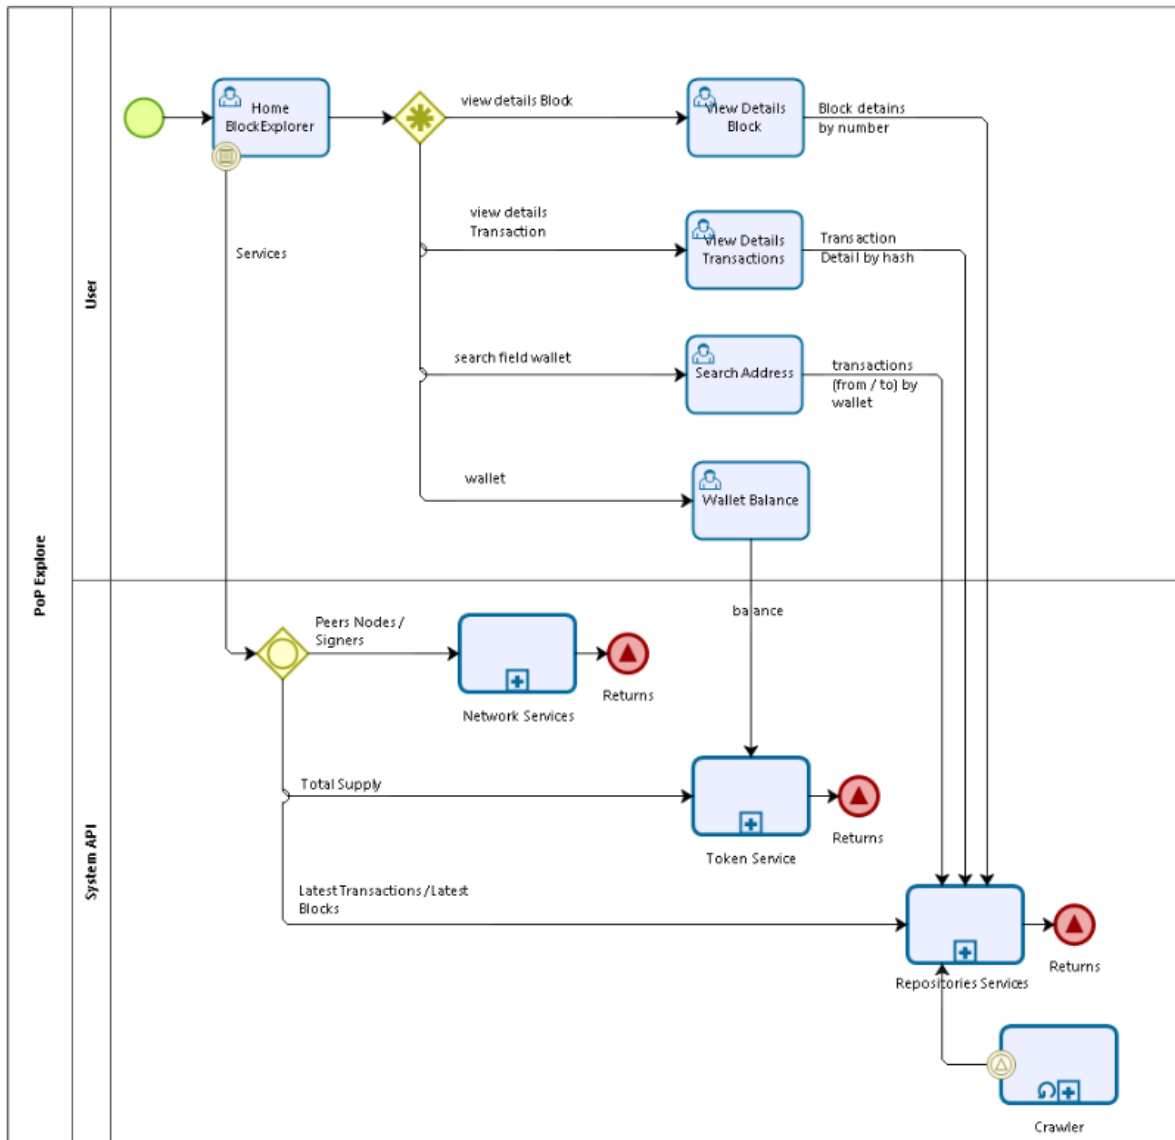 PoP Explore
User
Home
BlockExplorer
view details Block
View Details
Block
Block detains
by number
Services
view details
Transaction
View Details
Transactions
Transaction
Detail by hash
search field wallet
Search Address
transactions
(from / to) by
wallet
wallet
Wallet Balance
balance
System API
Peers Nodes /
Signers
Network Services
Returns
Total Supply
Token Service
Returns
Latest Transactions /Latest
Blocks
Repositories Services
Returns
Crawler